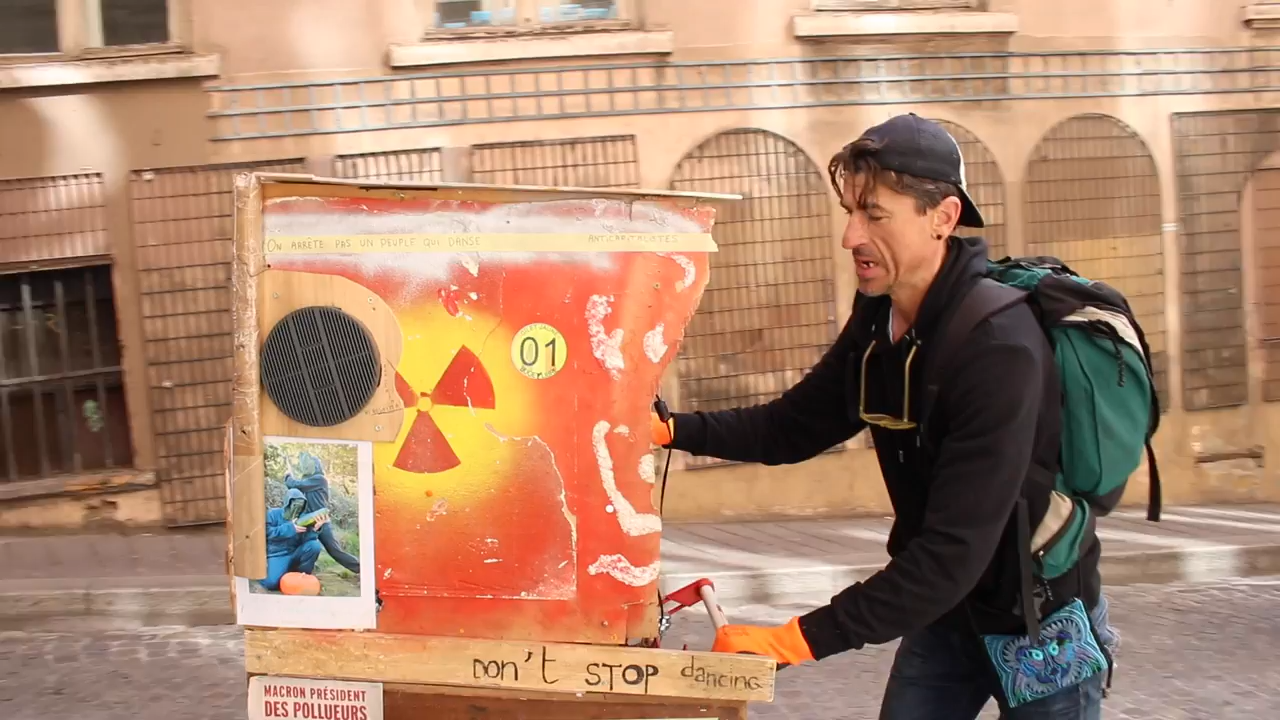 On ARRÊTE PAS UN PEUPLE QUI DANSE
ANTICAPITALISTES
01
DON'T STOP dancing
MACRON PRÉSIDENT
DES POLLUEURS